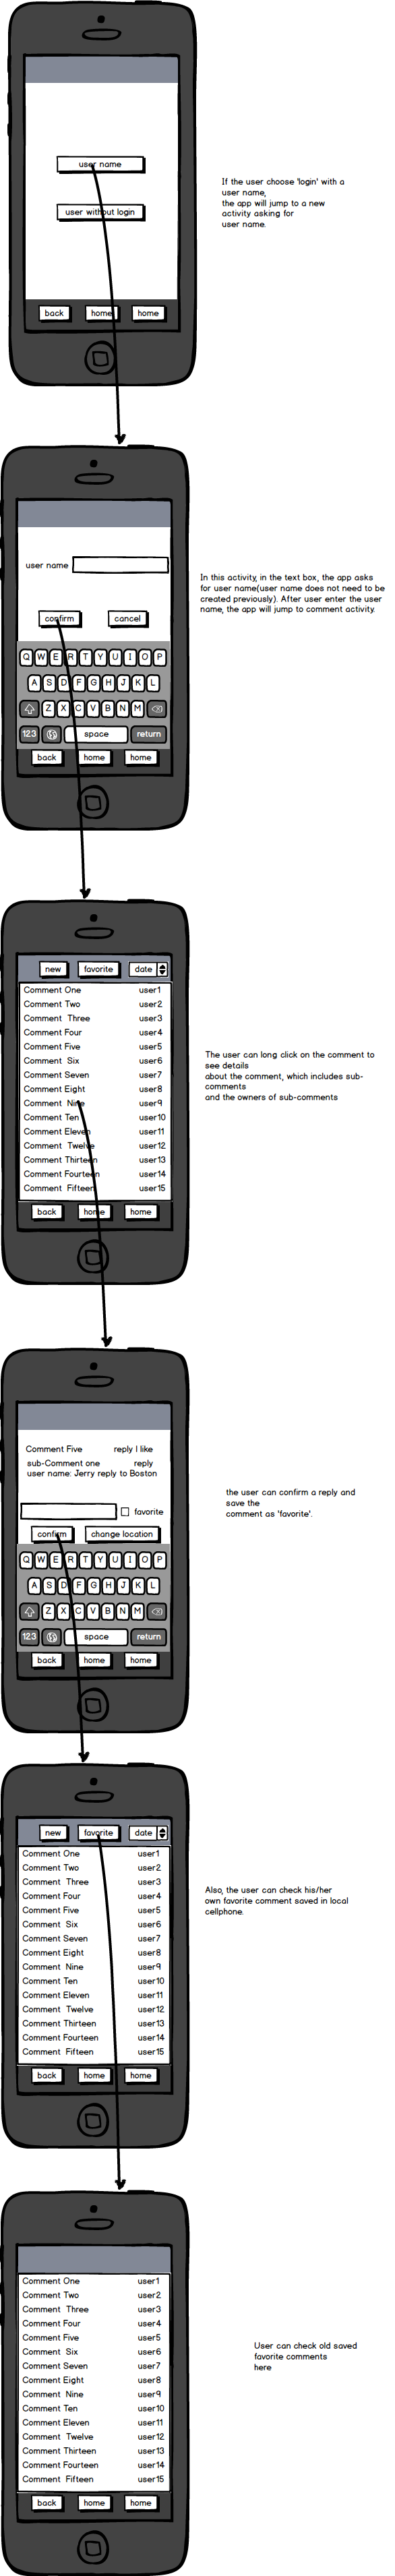 user name
user without login
back home home
If the user choose 'login' with a
user name,
the app will jump to a new
activity asking for
user name.
user name
confirm cancel
Q W E R T Y U I O P
A S D F G H J K L
Z X C V B N M
123 space return
back home home
In this activity, in the text box, the app asks
for user name(user name does not need to be
created previously). After user enter the user
name, the app will jump to comment activity.
new favorite date
Comment One user1
Comment Two user2
Comment Three user3
Comment Four user4
Comment Five user5
Comment Six user6
Comment Seven user7
Comment Eight user8
Comment Nine user9
Comment Ten user10
Comment Eleven user11
Comment Twelve user12
Comment Thirteen user13
Comment Fourteen user14
Comment Fifteen user15
back home home
The user can long click on the comment to
see details
about the comment, which includes sub-
comments
and the owners of sub-comments
Comment Five reply I like
sub-Comment one reply
user name: Jerry reply to Boston
favorite
confirm change location
Q W E R T Y U I O P
A S D F G H J K L
Z X C V B N M
123 space return
back home home
the user can confirm a reply and
save the
comment as 'favorite'.
new favorite date
Comment One user1
Comment Two user2
Comment Three user3
Comment Four user4
Comment Five user5
Comment Six user6
Comment Seven user7
Comment Eight user8
Comment Nine user9
Comment Ten user10
Comment Eleven user11
Comment Twelve user12
Comment Thirteen user13
Comment Fourteen user14
Comment Fifteen user15
back home home
Also, the user can check his/her
own favorite comment saved in local
cellphone.
Comment One user1
Comment Two user2
Comment Three user3
Comment Four user4
Comment Five user5
Comment Six user6
Comment Seven user7
Comment Eight user8
Comment Nine user9
Comment Ten user10
Comment Eleven user11
Comment Twelve user12
Comment Thirteen user13
Comment Fourteen user14
Comment Fifteen user15
back home home
User can check old saved
favorite comments
here